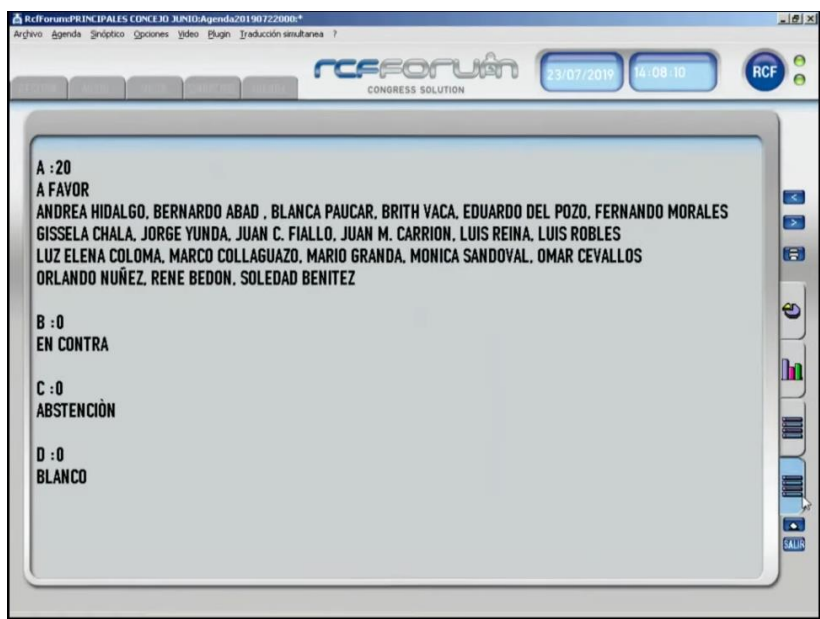 RcfForum:PRINCIPALES CONCEJO JUNIO:Agenda20190722000:*
Archivo Agenda Sinóptico Opciones Video Plugin Traducción simultanea ?
rcf FORUM
CONGRESS SOLUTION
23/07/2019
14:08:10
RCF
A :20
A FAVOR
ANDREA HIDALGO, BERNARDO ABAD , BLANCA PAUCAR, BRITH VACA, EDUARDO DEL POZO, FERNANDO MORALES
GISSELA CHALA, JORGE YUNDA, JUAN C. FIALLO, JUAN M. CARRION, LUIS REINA, LUIS ROBLES
LUZ ELENA COLOMA, MARCO COLLAGUAZO, MARIO GRANDA, MONICA SANDOVAL, OMAR CEVALLOS
ORLANDO NUÑEZ, RENE BEDON, SOLEDAD BENITEZ
B :0
EN CONTRA
C :0
ABSTENCIÒN
D :0
BLANCO
<
>
SALIR